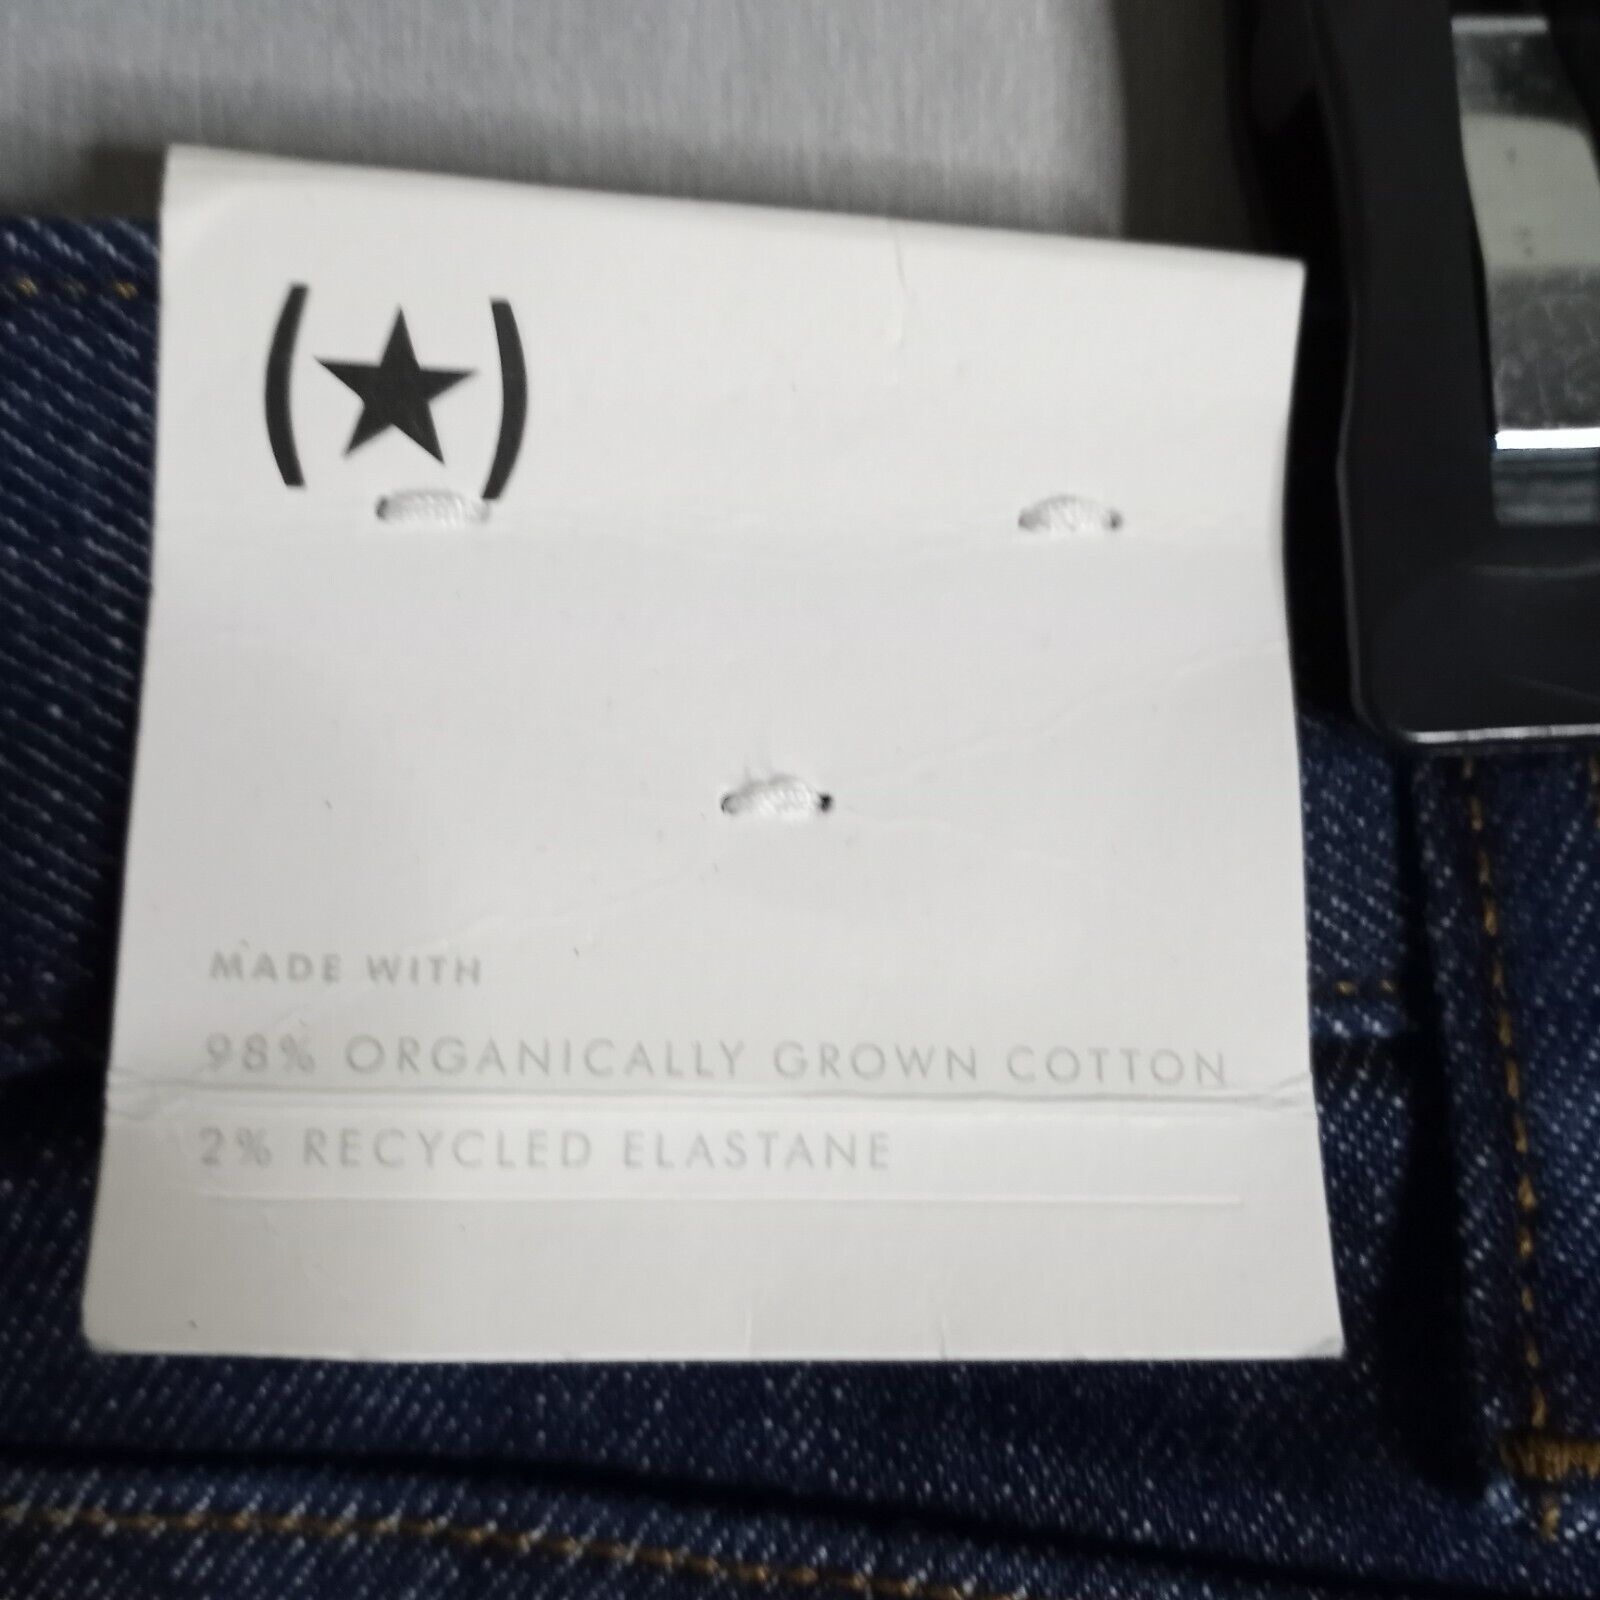 (★)
MADE WITH
98% ORGANICALLY GROWN COTTON
2% RECYCLED ELASTANE